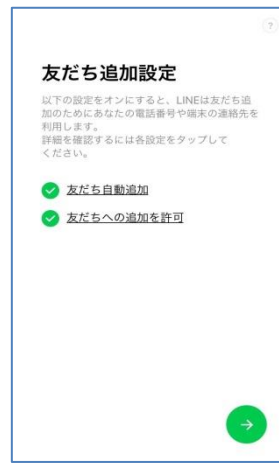 ?
友だち追加設定
以下の設定をオンにすると、LINEは友だち追
加のためにあなたの電話番号や端末の連絡先を
利用します。
詳細を確認するには各設定をタップして
ください。
友だち自動追加
友だちへの追加を許可